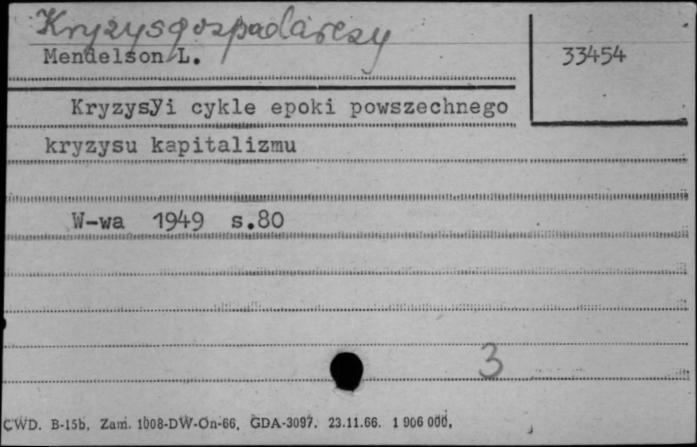 Kryzys gospodarczy
Mendelson L. 33454
Kryzysyi cykle epoki powszechnego
kryzysu kapitalizmu
W-wa 1949 s.80
3
CWD. B-15b. Zam. 1008-DW-On-66. GDA-3097. 23.11.66. 1 906 000.